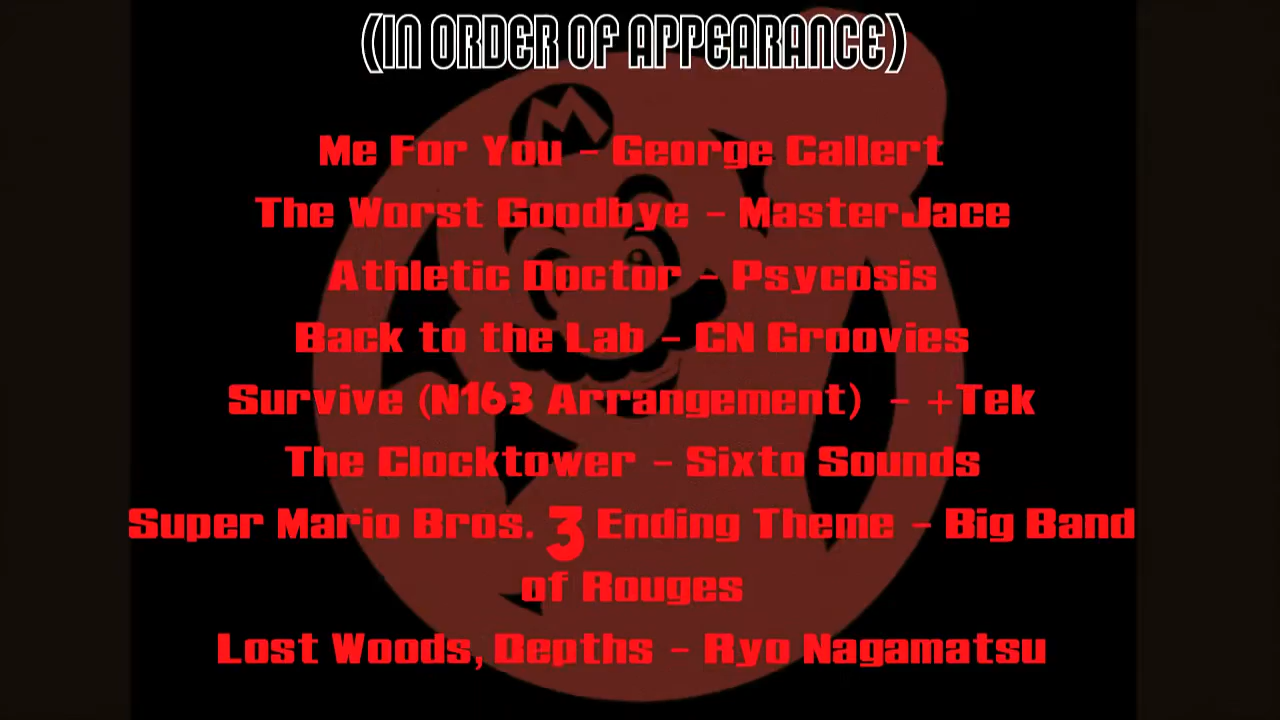 (IN ORDER OF APPEARANCE)
Me For You - George Callert
The Worst Goodbye - MasterJace
Athletic Doctor - Psycosis
Back to the Lab - CN Groovies
Survive (N163 Arrangement) - +Tek
The Clocktower - Sixto Sounds
Super Mario Bros. 3 Ending Theme - Big Band
of Rouges
Lost Woods, Depths - Ryo Nagamatsu
M